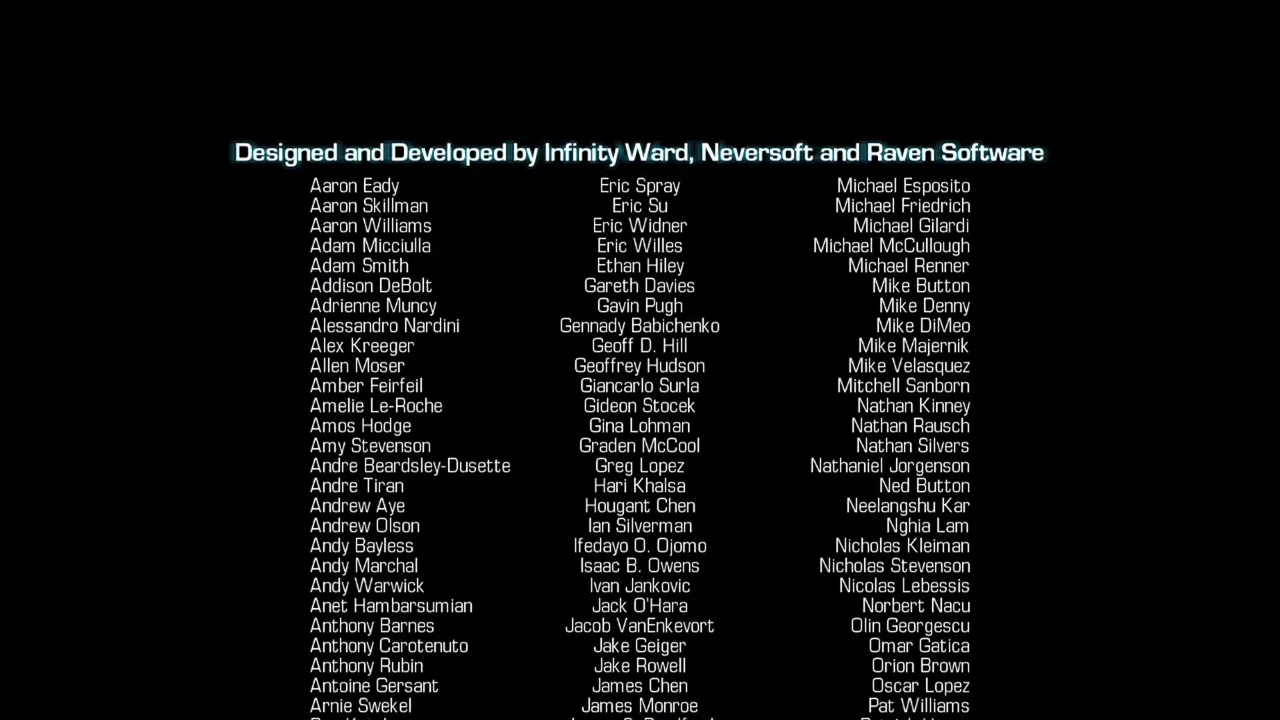 Designed and Developed by Infinity Ward, Neversoft and Raven Software
Aaron Eady Eric Spray Michael Esposito
Aaron Skillman Eric Su Michael Friedrich
Aaron Williams Eric Widner Michael Gilardi
Adam Micciulla Eric Willes Michael McCullough
Adam Smith Ethan Hiley Michael Renner
Addison DeBolt Gareth Davies Mike Button
Adrienne Muncy Gavin Pugh Mike Denny
Alessandro Nardini Gennady Babichenko Mike DiMeo
Alex Kreeger Geoff D. Hill Mike Majernik
Allen Moser Geoffrey Hudson Mike Velasquez
Amber Feirfeil Giancarlo Surla Mitchell Sanborn
Amelie Le-Roche Gideon Stocek Nathan Kinney
Amos Hodge Gina Lohman Nathan Rausch
Amy Stevenson Graden McCool Nathan Silvers
Andre Beardsley-Dusette Greg Lopez Nathaniel Jorgenson
Andre Tiran Hari Khalsa Ned Button
Andrew Aye Hougant Chen Neelangshu Kar
Andrew Olson Ian Silverman Nghia Lam
Andy Bayless Ifedayo O. Ojomo Nicholas Kleiman
Andy Marchal Isaac B. Owens Nicholas Stevenson
Andy Warwick Ivan Jankovic Nicolas Lebessis
Anet Hambarsumian Jack O'Hara Norbert Nacu
Anthony Barnes Jacob VanEnkevort Olin Georgescu
Anthony Carotenuto Jake Geiger Omar Gatica
Anthony Rubin Jake Rowell Orion Brown
Antoine Gersant James Chen Oscar Lopez
Arnie Swekel James Monroe Pat Williams